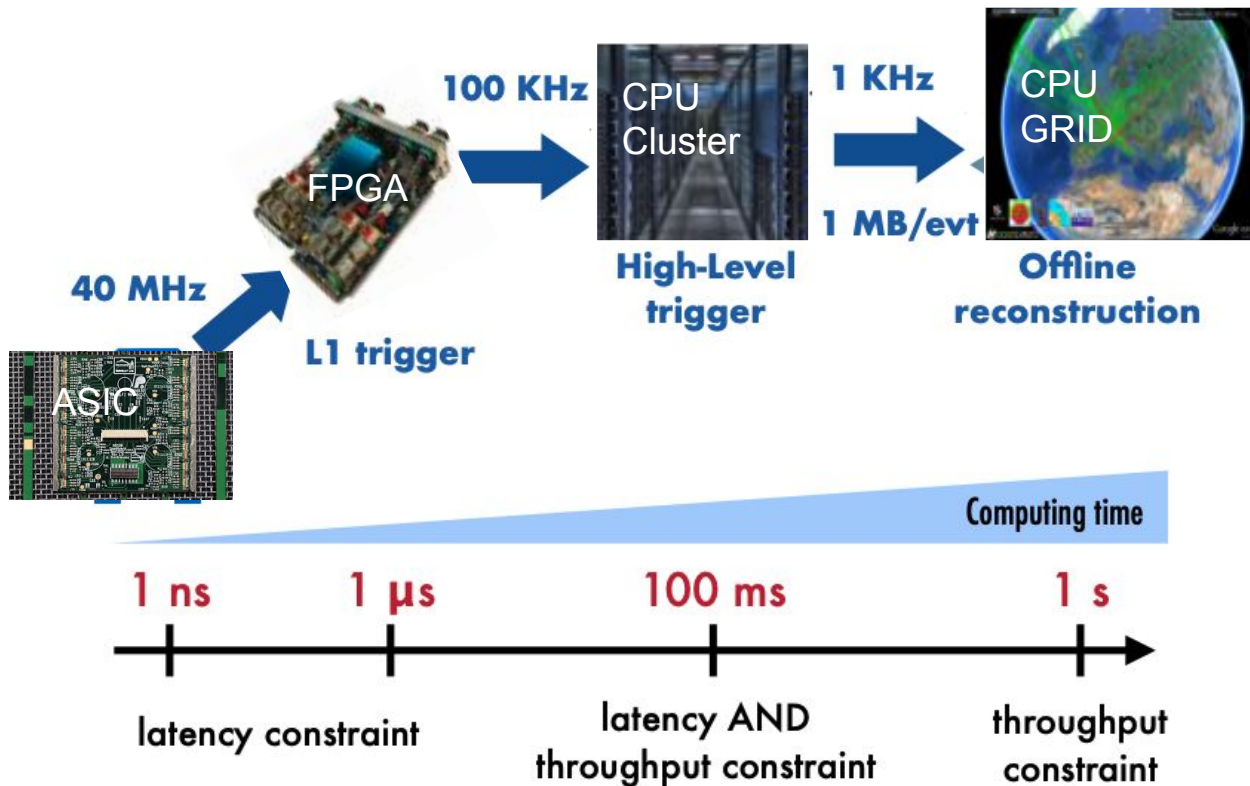 100 KHz
CPU
Cluster
1 KHz
CPU
GRID
FPGA
1 MB/evt
40 MHz
High-Level
trigger
Offline
reconstruction
L1 trigger
ASIC
Computing time
1 ns
1 µs
100 ms
1 s
latency constraint
latency AND
throughput constraint
throughput
constraint